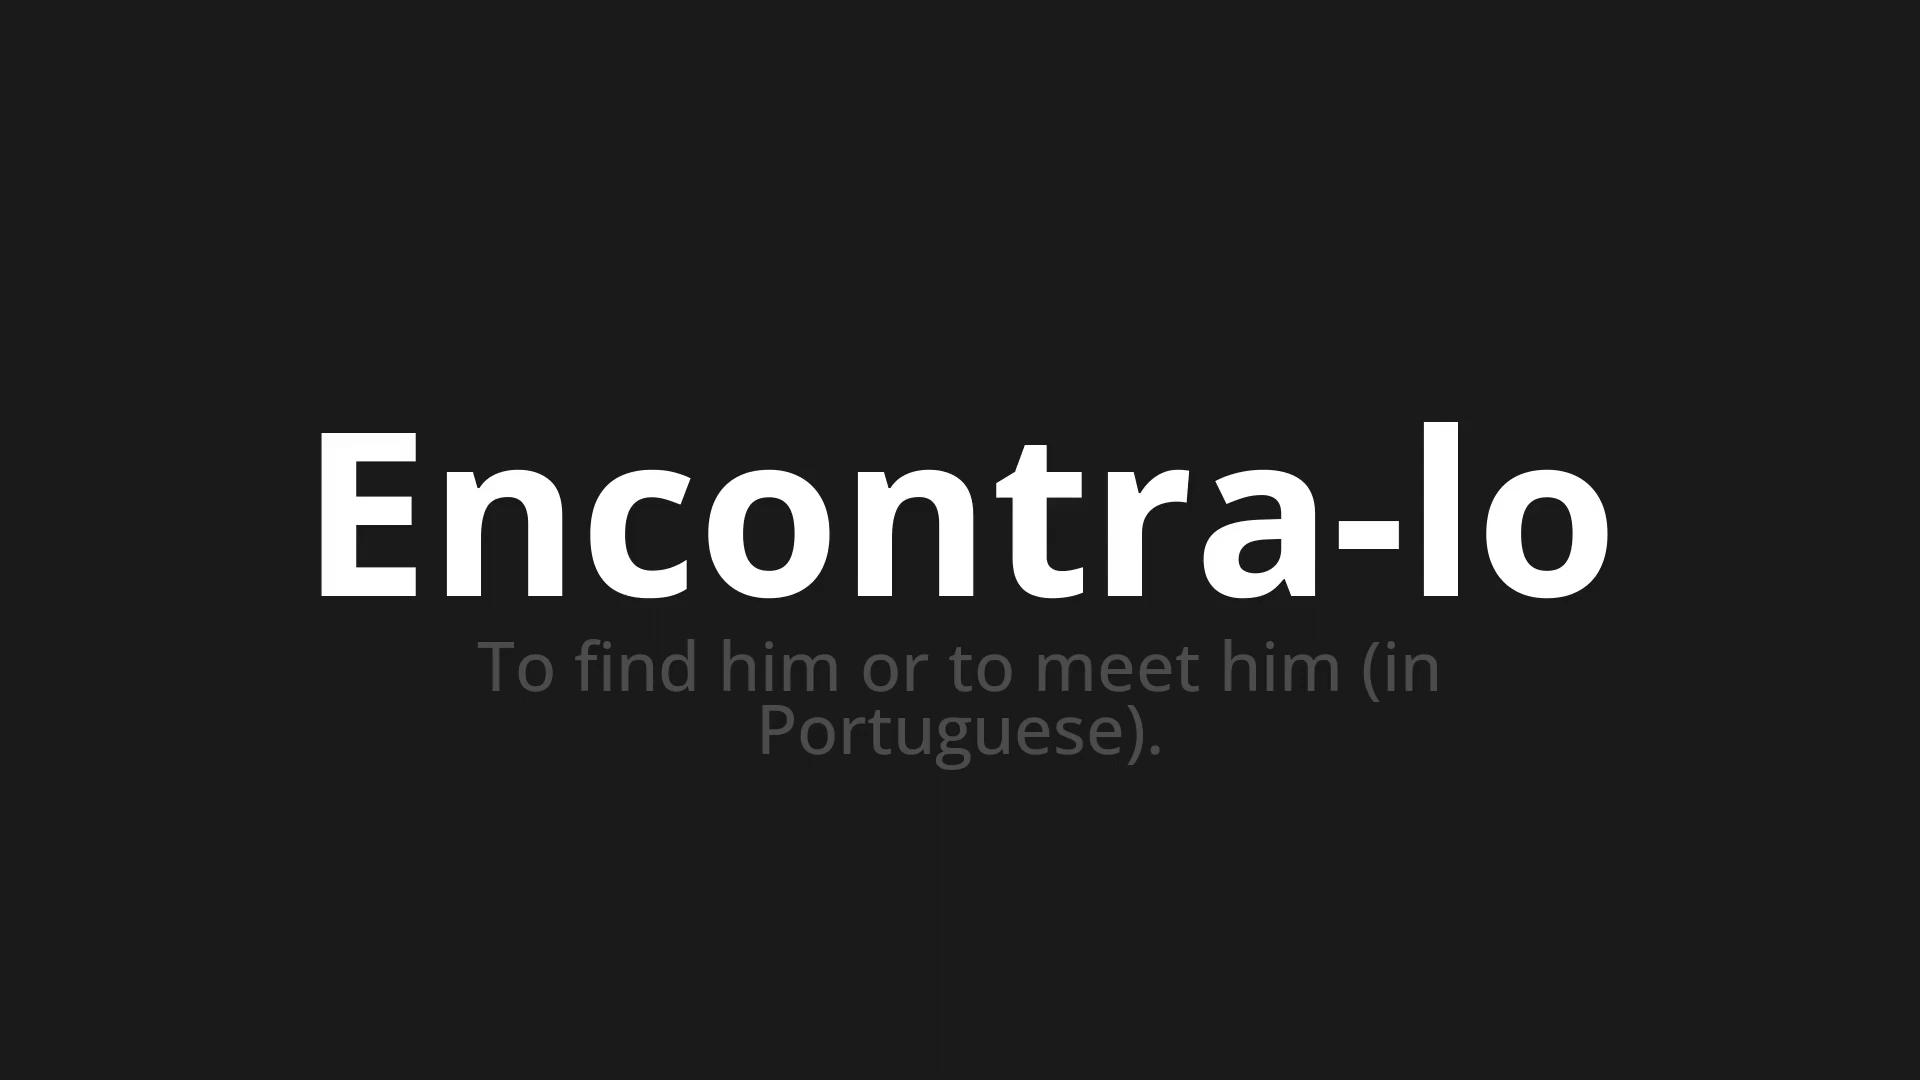 Encontra-lo
To find him or to meet him (in
Portuguese).